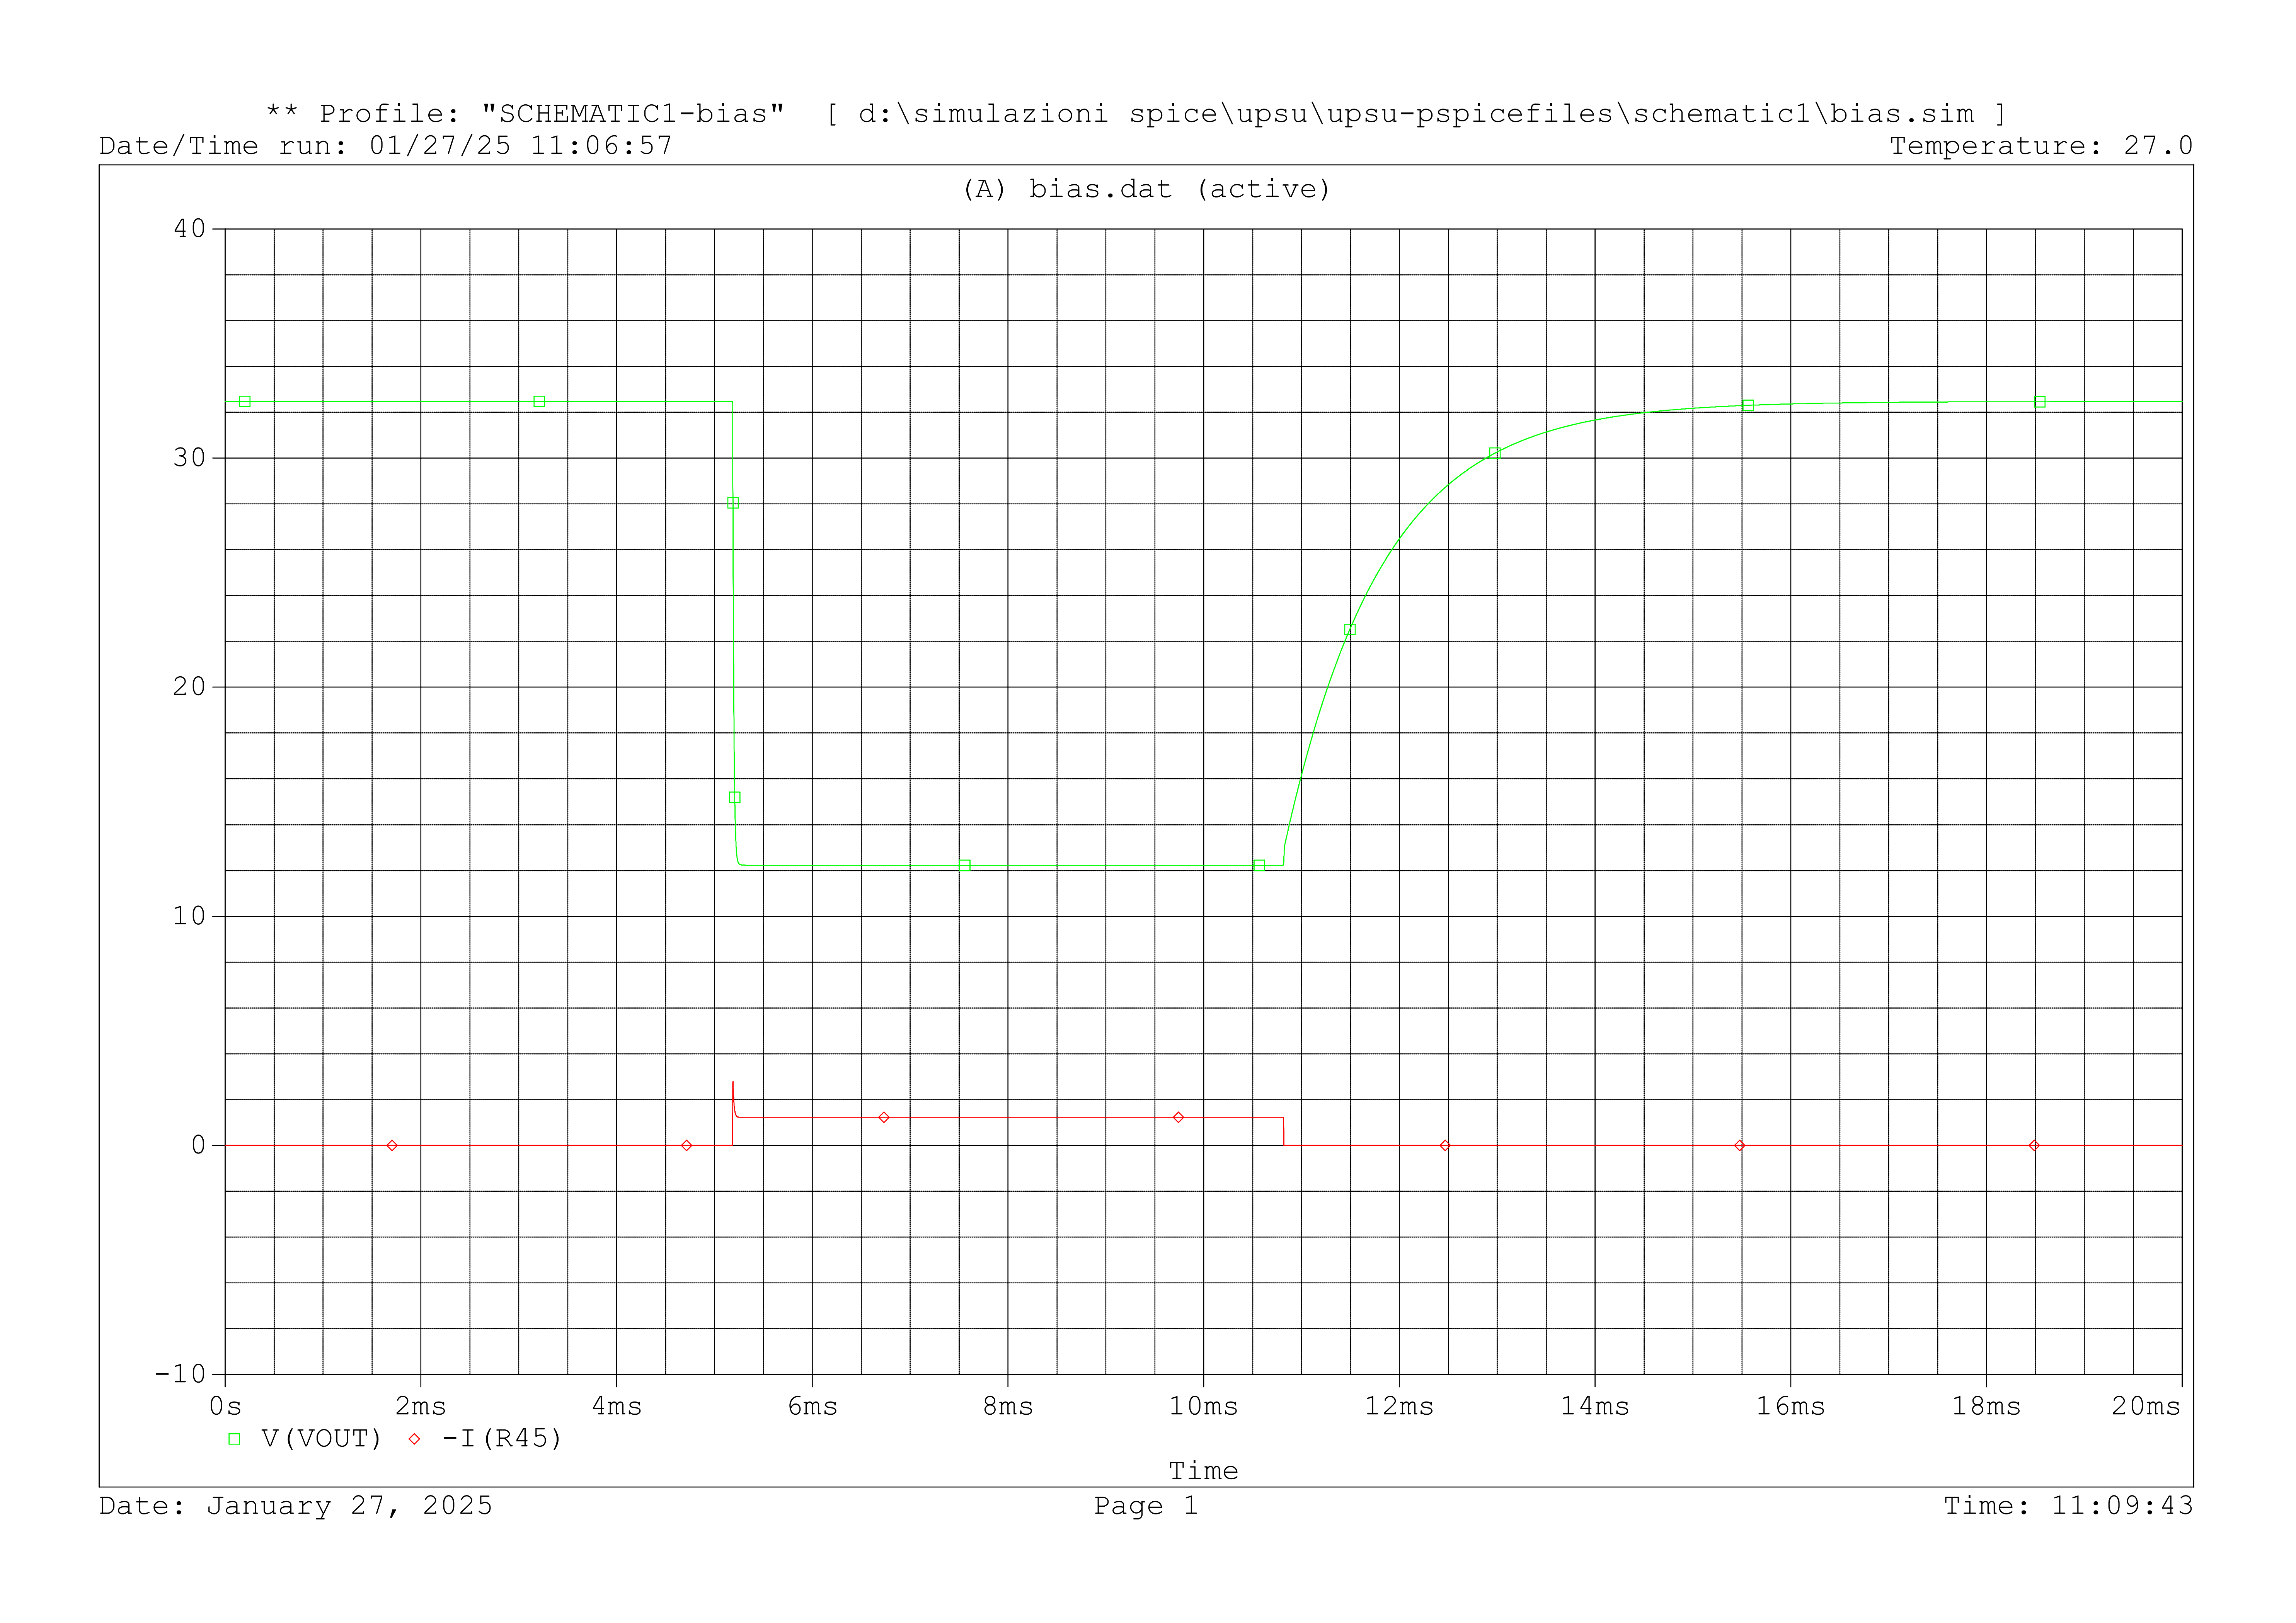 ** Profile: "SCHEMATIC1-bias"  [ d:\simulazioni spice\upsu\upsu-pspicefiles\schematic1\bias.sim ]
Date/Time run: 01/27/25 11:06:57 Temperature: 27.0
(A) bias.dat (active)
40
30
20
10
0
-10
0s 2ms 4ms 6ms 8ms 10ms 12ms 14ms 16ms 18ms 20ms
V(VOUT) -I(R45)
Time
Date: January 27, 2025 Page 1 Time: 11:09:43